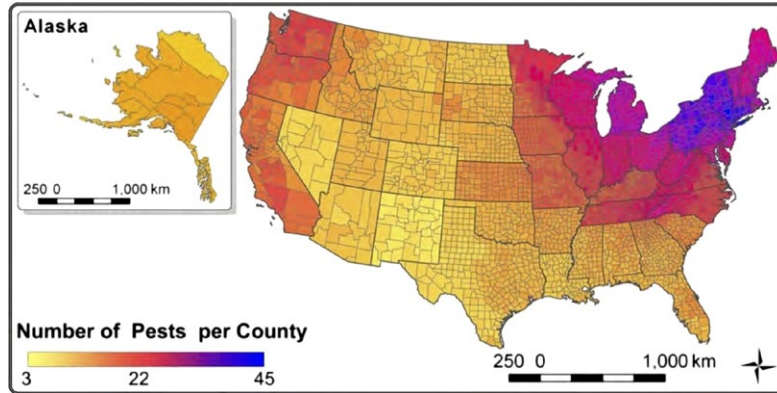 Alaska
250 0 1,000 km
Number of Pests per County
3 22 45
250 0 1,000 km